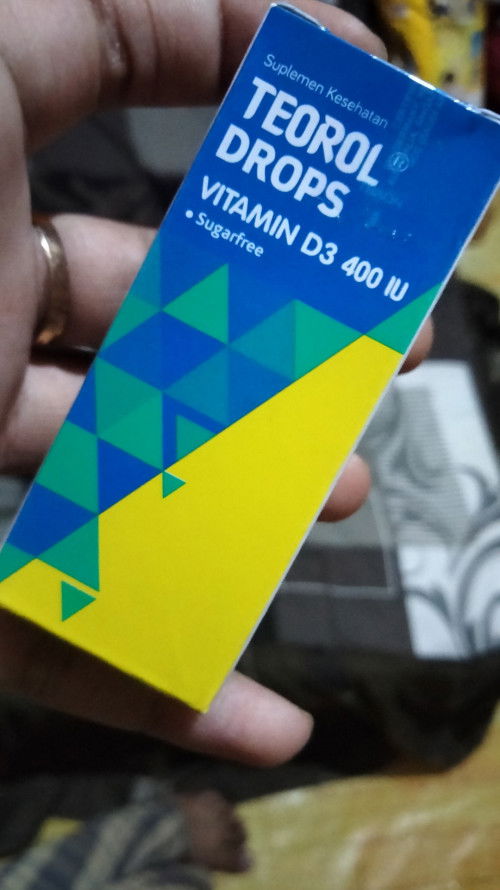 Suplemen Kesehatan
TEOROL®
DROPS
VITAMIN D3 400 IU
• Sugarfree